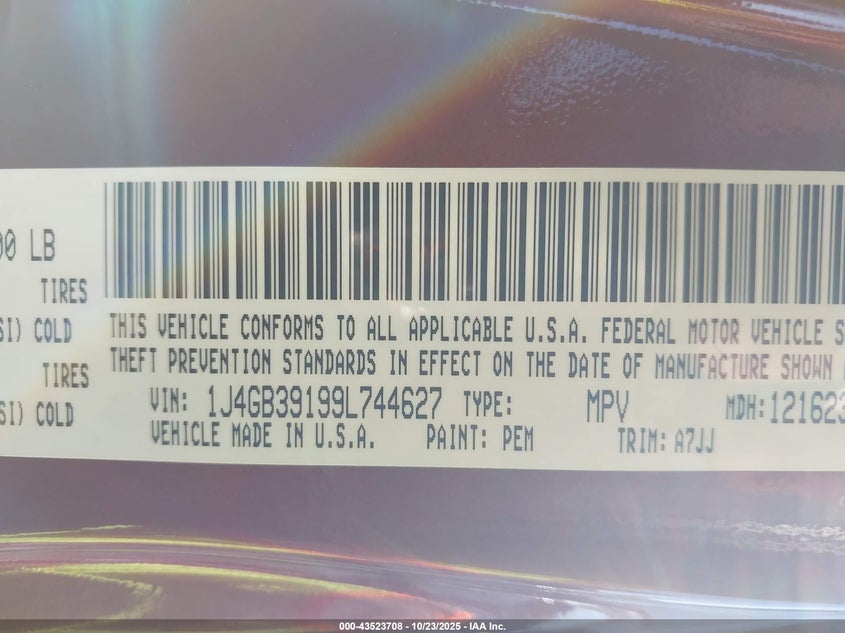 00 LB
TIRES
SI) COLD
TIRES
SI) COLD
THIS VEHICLE CONFORMS TO ALL APPLICABLE U.S.A. FEDERAL MOTOR VEHICLE S
THEFT PREVENTION STANDARDS IN EFFECT ON THE DATE OF MANUFACTURE SHOWN
VIN: 1J4GB39199L744627 TYPE: MPV MDH:121623
VEHICLE MADE IN U.S.A. PAINT: PEM TRIM: A7JJ
000-43523708 | 10/23/2025 | IAA Inc.